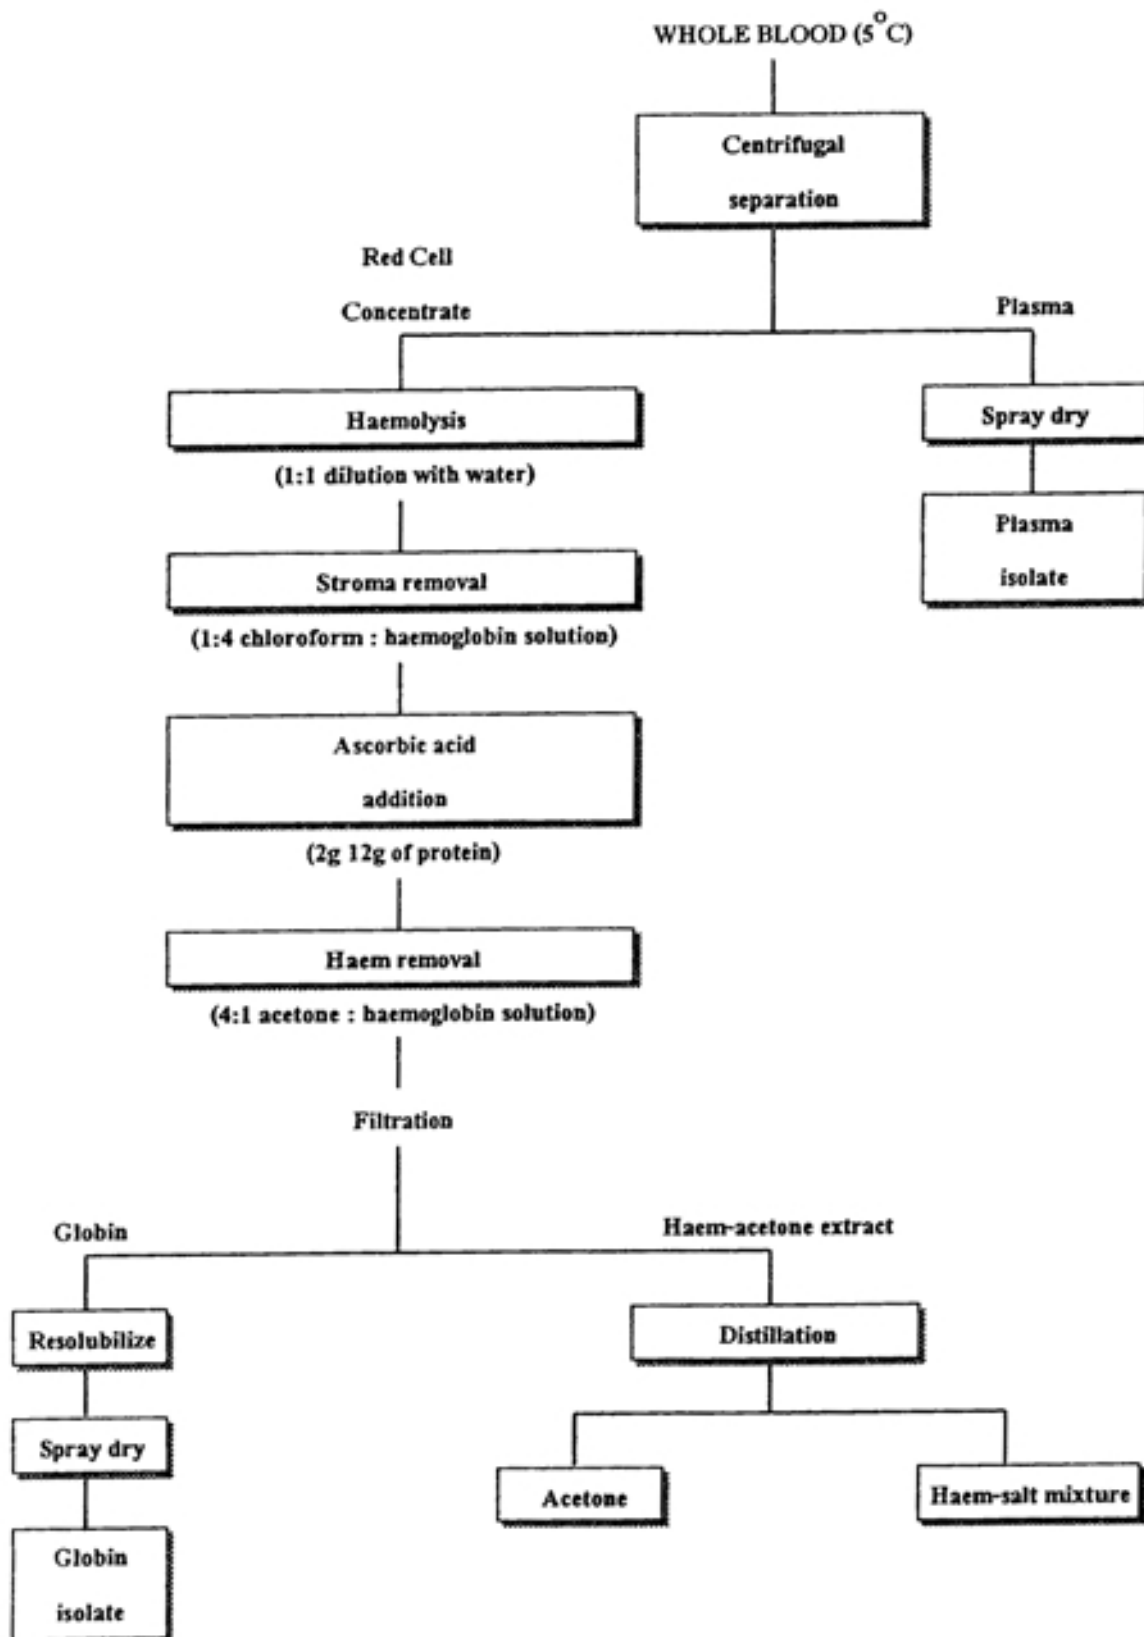 WHOLE BLOOD (5°C)
Centrifugal
separation
Red Cell
Concentrate
Plasma
Haemolysis
(1:1 dilution with water)
Spray dry
Plasma
isolate
Stroma removal
(1:4 chloroform : haemoglobin solution)
Ascorbic acid
addition
(2g 12g of protein)
Haem removal
(4:1 acetone : haemoglobin solution)
Filtration
Globin
Haem-acetone extract
Resolubilize
Distillation
Spray dry
Acetone
Haem-salt mixture
Globin
isolate